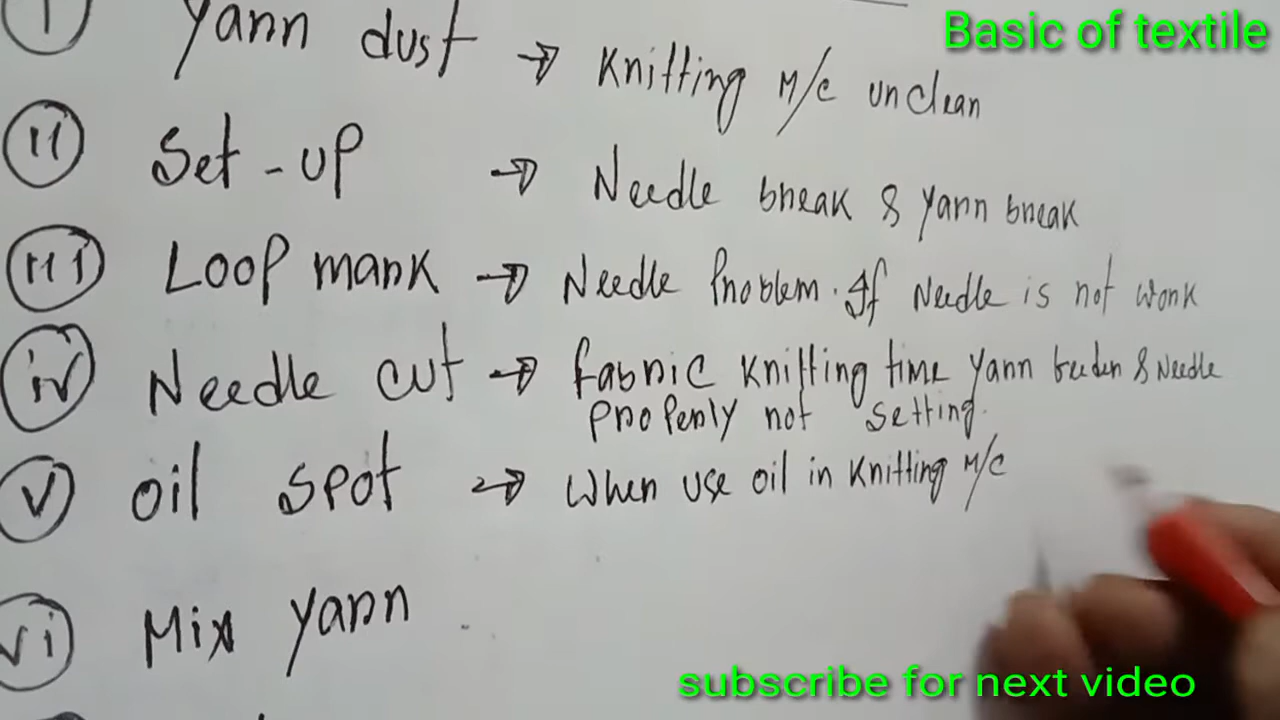 Basic of textile
I Yarn dust → Knitting M/c unclean
II Set-up → Needle break & Yarn break
III Loop mark → Needle Problem. If Needle is not work
iv Needle cut → fabric knitting time Yarn feeder & Needle
properly not setting.
V oil spot → When use oil in knitting M/c
vi Mix Yarn
subscribe for next video